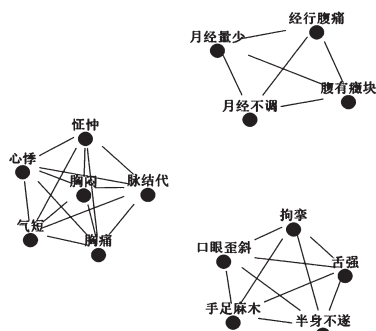 经行腹痛
月经量少
腹有癥块
月经不调
怔忡
心悸
胸闷
脉结代
气短
胸痛
拘挛
口眼歪斜
舌强
手足麻木
半身不遂